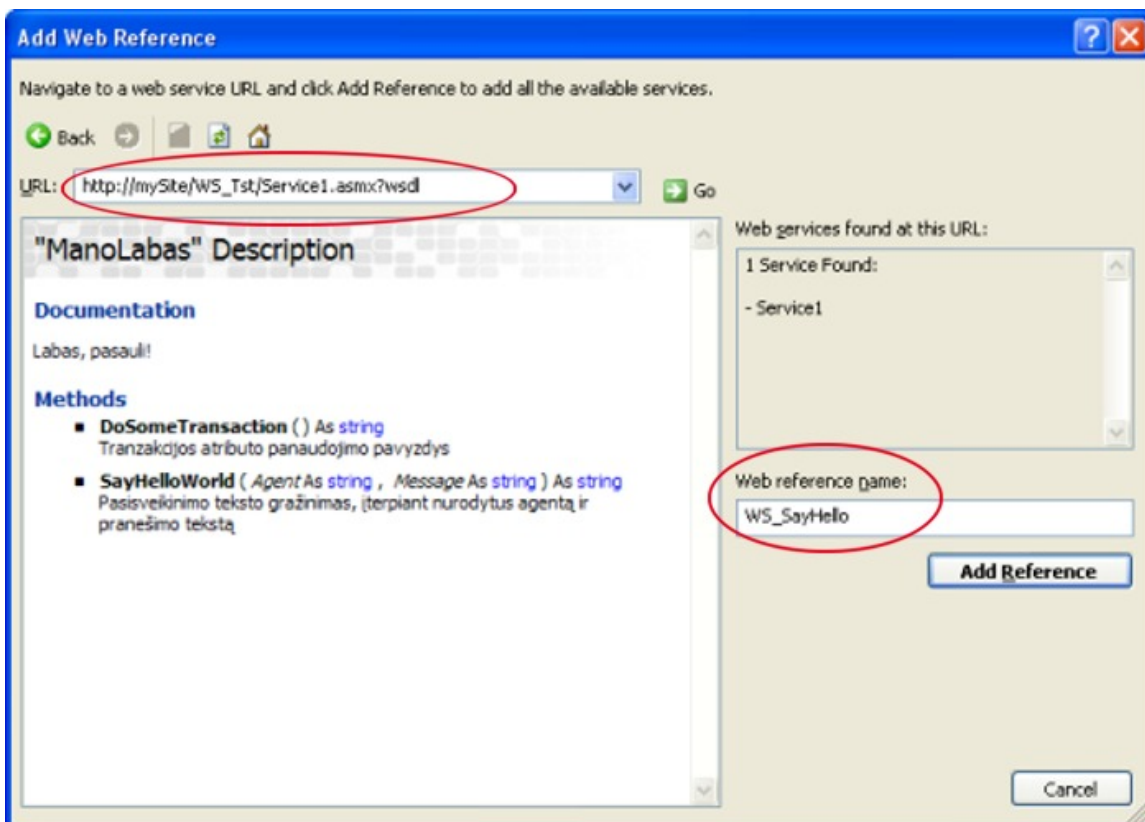 Add Web Reference
Navigate to a web service URL and click Add Reference to add all the available services.
Back
URL: http://mySite/WS_Tst/Service1.asmx?wsdl Go
"ManoLabas" Description
Documentation
Labas, pasauli!
Methods
DoSomeTransaction ( ) As string
Tranzakcijos atributo panaudojimo pavyzdys
SayHelloWorld ( Agent As string , Message As string ) As string
Pasisveikinimo teksto gražinimas, įterpiant nurodytus agentą ir
pranešimo tekstą
Web services found at this URL:
1 Service Found:
- Service1
Web reference name:
WS_SayHello
Add Reference
Cancel